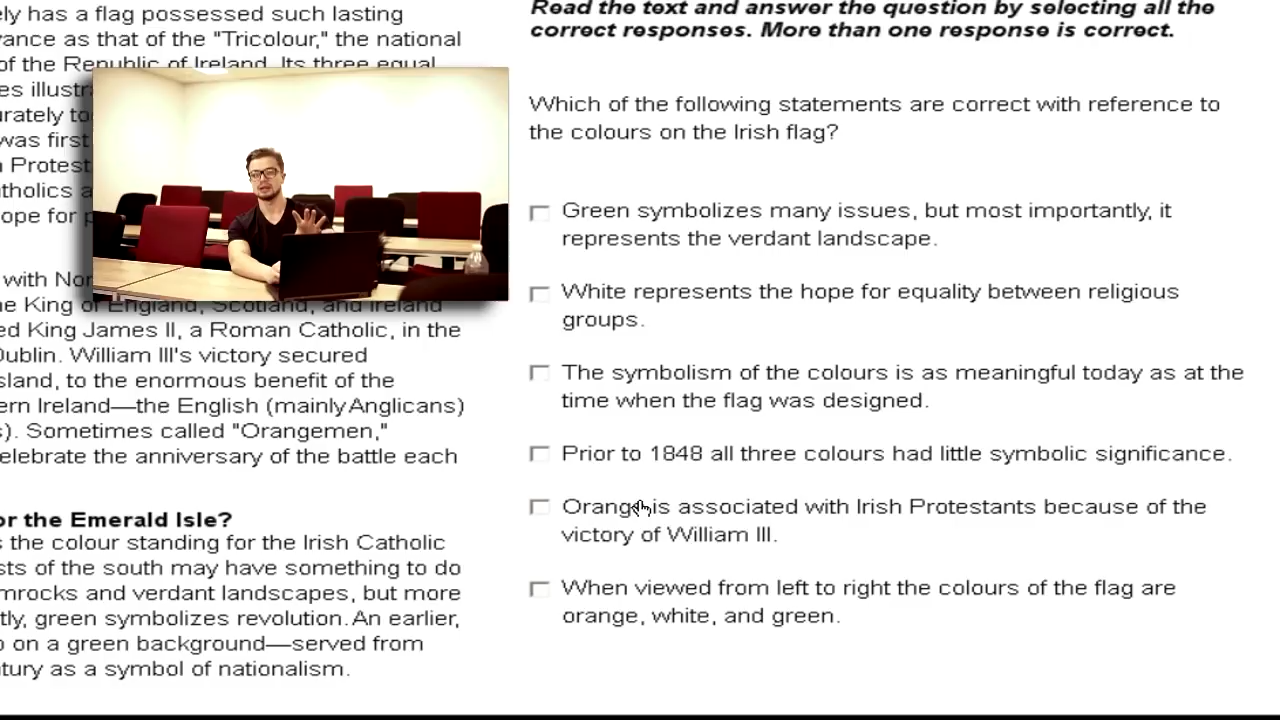 ely has a flag possessed such lasting
vance as that of the "Tricolour," the national
of the Republic of Ireland. Its three equal
es illustr
urately to
was first
n Protest
atholics a
ope for p
with Nor
he King of England, Scotland, and Ireland
ed King James II, a Roman Catholic, in the
Dublin. William III's victory secured
sland, to the enormous benefit of the
ern Ireland—the English (mainly Anglicans)
s). Sometimes called "Orangemen,"
elebrate the anniversary of the battle each
or the Emerald Isle?
s the colour standing for the Irish Catholic
sts of the south may have something to do
mrocks and verdant landscapes, but more
tly, green symbolizes revolution. An earlier,
p on a green background—served from
ntury as a symbol of nationalism.
Read the text and answer the question by selecting all the
correct responses. More than one response is correct.
Which of the following statements are correct with reference to
the colours on the Irish flag?
Green symbolizes many issues, but most importantly, it
represents the verdant landscape.
White represents the hope for equality between religious
groups.
The symbolism of the colours is as meaningful today as at the
time when the flag was designed.
Prior to 1848 all three colours had little symbolic significance.
Orange is associated with Irish Protestants because of the
victory of William III.
When viewed from left to right the colours of the flag are
orange, white, and green.